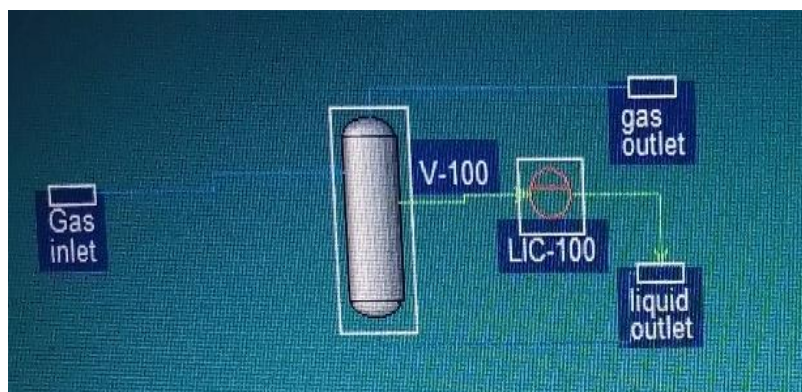 gas
outlet
V-100
Gas
inlet
LIC-100
liquid
outlet